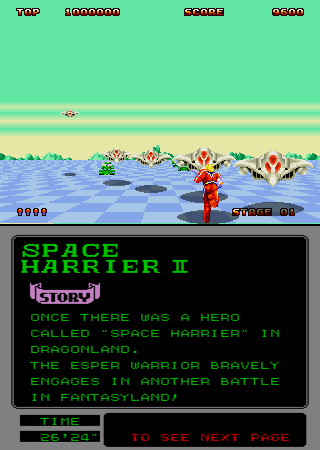 TOP 1000000 SCORE 9600
STAGE 01
SPACE
HARRIER II
STORY
ONCE THERE WAS A HERO
CALLED "SPACE HARRIER" IN
DRAGONLAND.
THE ESPER WARRIOR BRAVELY
ENGAGES IN ANOTHER BATTLE
IN FANTASYLAND!
TIME
26'24"
TO SEE NEXT PAGE